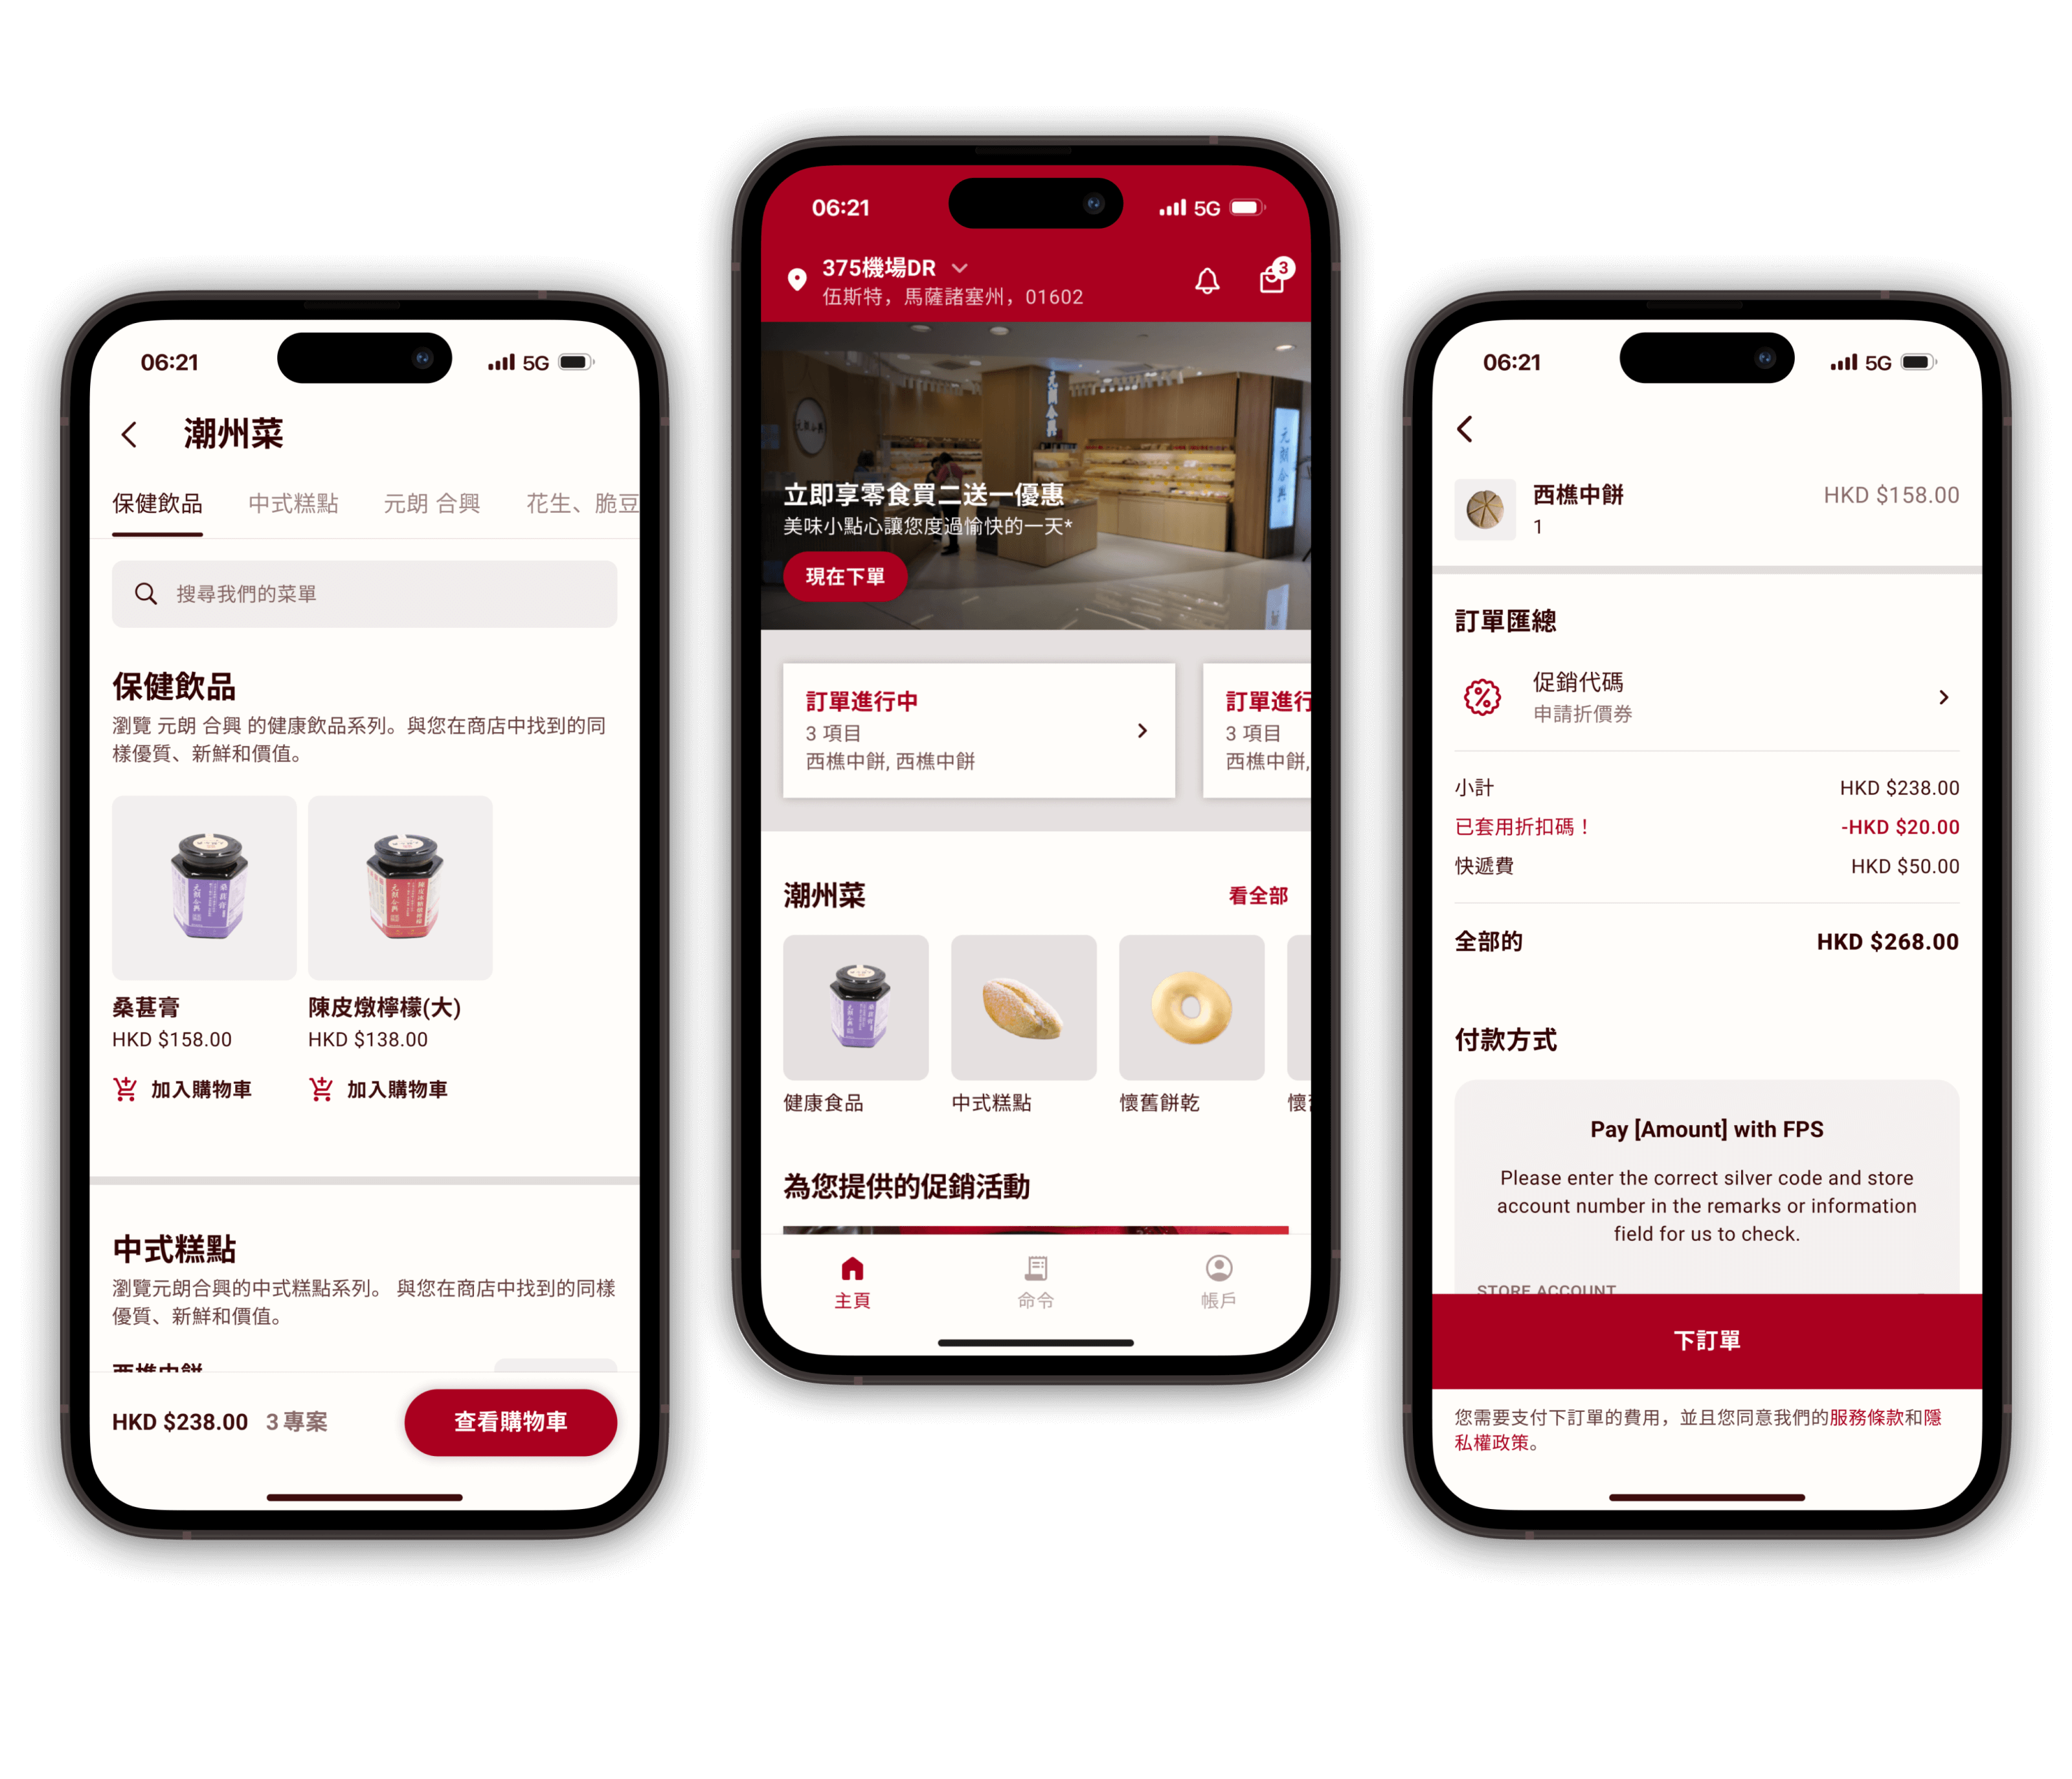 06:21
5G
潮州菜
保健飲品
中式糕點
元朗 合興
花生、脆豆
搜尋我們的菜單
保健飲品
瀏覽 元朗 合興 的健康飲品系列。與您在商店中找到的同
樣優質、新鮮和價值。
桑葚膏
HKD $158.00
加入購物車
陳皮燉檸檬(大)
HKD $138.00
加入購物車
中式糕點
瀏覽元朗合興的中式糕點系列。 與您在商店中找到的同樣
優質、新鮮和價值。
西樵中餅
HKD $238.00 3 專案
查看購物車
06:21
5G
375機場DR
伍斯特，馬薩諸塞州，01602
3
元朗合興
元朗合興
元朗合興
立即享零食買二送一優惠
美味小點心讓您度過愉快的一天*
現在下單
訂單進行中
3 項目
西樵中餅, 西樵中餅
訂單進行
3 項目
西樵中餅,
潮州菜
看全部
健康食品
中式糕點
懷舊餅乾
懷
為您提供的促銷活動
主頁
命令
帳戶
06:21
5G
西樵中餅
HKD $158.00
1
訂單匯總
促銷代碼
申請折價券
小計
HKD $238.00
已套用折扣碼！
-HKD $20.00
快遞費
HKD $50.00
全部的
HKD $268.00
付款方式
Pay [Amount] with FPS
Please enter the correct silver code and store
account number in the remarks or information
field for us to check.
STORE ACCOUNT
下訂單
您需要支付下訂單的費用，並且您同意我們的服務條款和隱
私權政策。